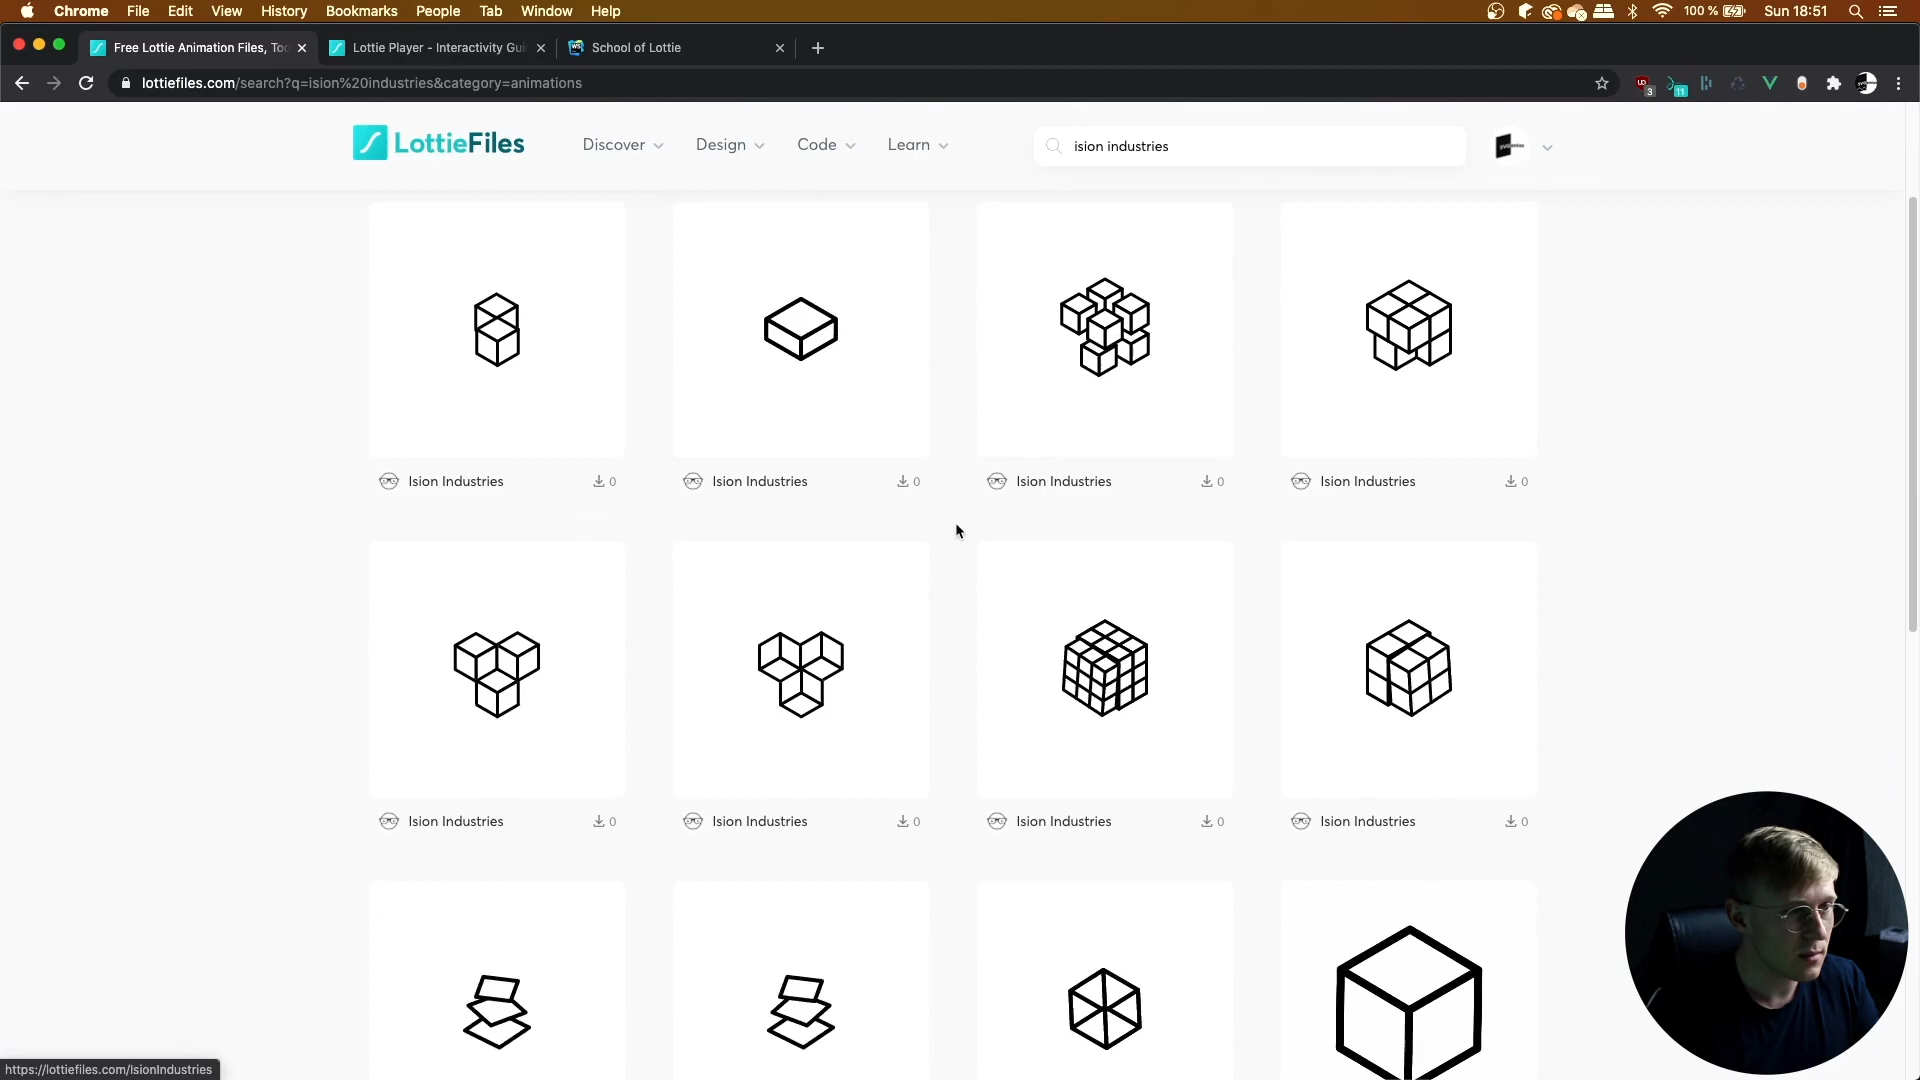 Chrome File Edit View History Bookmarks People Tab Window Help 100 % Sun 18:51
Free Lottie Animation Files, Too Lottie Player - Interactivity Gui School of Lottie
lottiefiles.com/search?q=ision%20industries&category=animations 3 11
LottieFiles Discover Design Code Learn ision industries
Ision Industries 0 Ision Industries 0 Ision Industries 0 Ision Industries 0
Ision Industries 0 Ision Industries 0 Ision Industries 0 Ision Industries 0
https://lottiefiles.com/IsionIndustries